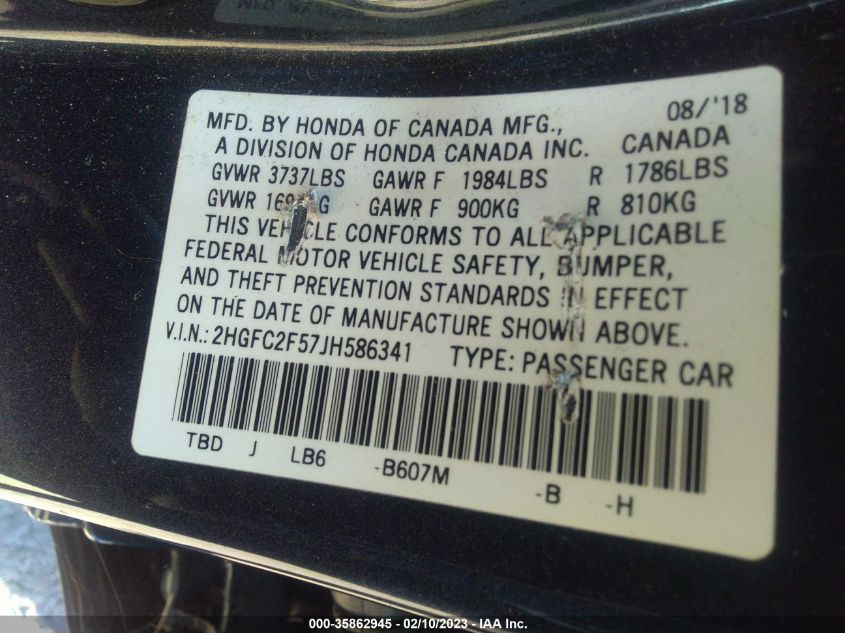 08/'18
MFD. BY HONDA OF CANADA MFG.,
A DIVISION OF HONDA CANADA INC. CANADA
GVWR 3737LBS GAWR F 1984LBS R 1786LBS
GVWR GAWR F 900KG R 810KG
THIS VEHICLE CONFORMS TO ALL APPLICABLE
FEDERAL MOTOR VEHICLE SAFETY, BUMPER,
AND THEFT PREVENTION STANDARDS IN EFFECT
ON THE DATE OF MANUFACTURE SHOWN ABOVE.
V.I.N.: 2HGFC2F57JH586341 TYPE: PASSENGER CAR
TBD J LB6 -B607M -B -H
000-35862945 - 02/10/2023 - IAA Inc.